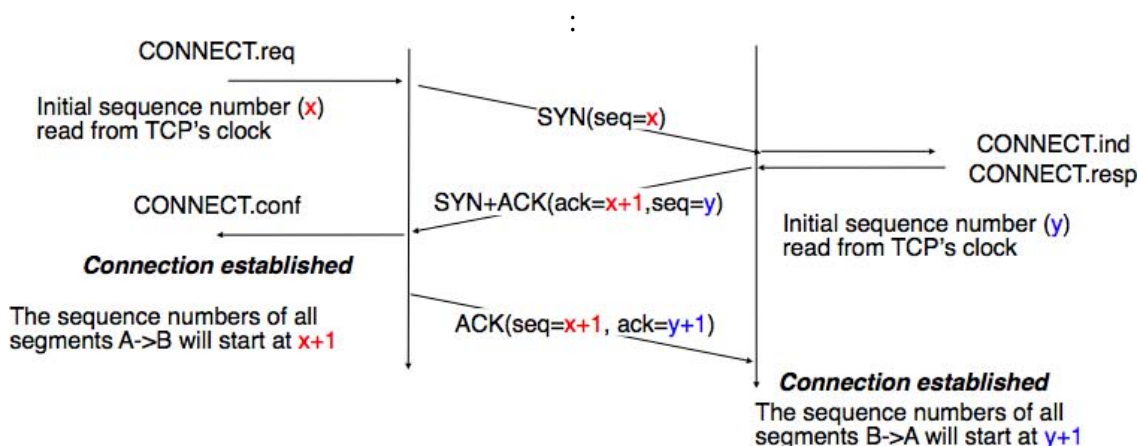 :
CONNECT.req
Initial sequence number (x)
read from TCP's clock
SYN(seq=x)
CONNECT.ind
CONNECT.resp
SYN+ACK(ack=x+1,seq=y)
CONNECT.conf
Initial sequence number (y)
read from TCP's clock
Connection established
The sequence numbers of all
segments A->B will start at x+1
ACK(seq=x+1, ack=y+1)
Connection established
The sequence numbers of all
segments B->A will start at y+1